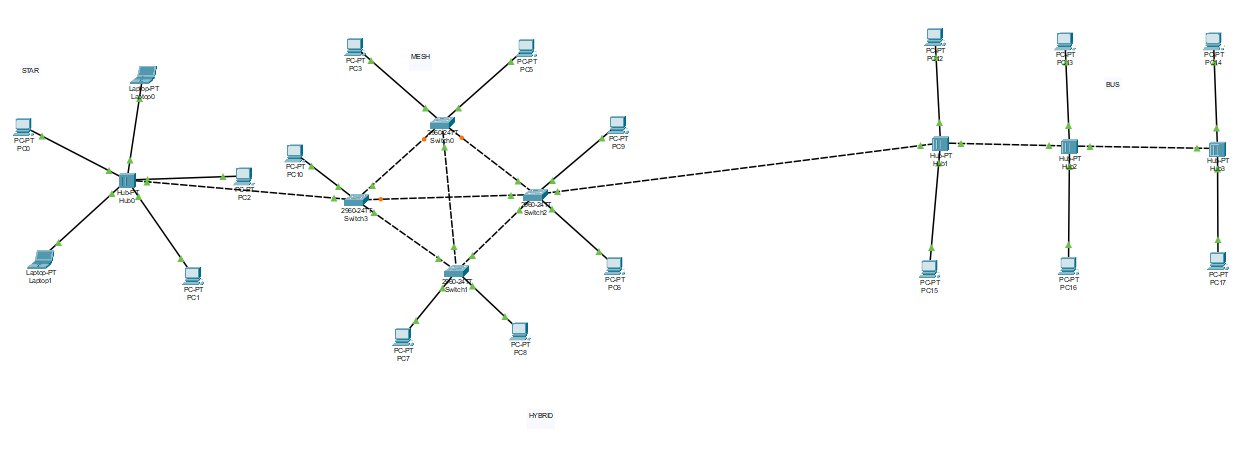 STAR
Laptop-PT
Laptop0
PC-PT
PC0
Hub-PT
Hub0
PC-PT
PC2
Laptop-PT
Laptop1
PC-PT
PC1
MESH
PC-PT
PC3
PC-PT
PC5
2960-24TT
Switch0
PC-PT
PC9
PC-PT
PC10
2960-24TT
Switch3
2960-24TT
Switch2
2960-24TT
Switch1
PC-PT
PC6
PC-PT
PC7
PC-PT
PC8
BUS
PC-PT
PC12
PC-PT
PC13
PC-PT
PC14
Hub-PT
Hub1
Hub-PT
Hub2
Hub-PT
Hub3
PC-PT
PC15
PC-PT
PC16
PC-PT
PC17
HYBRID